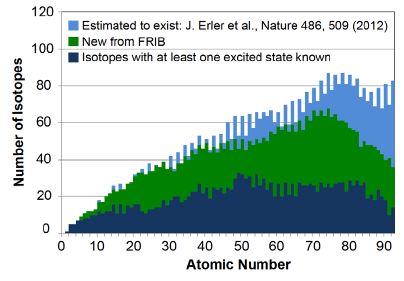 120
Estimated to exist: J. Erler et al., Nature 486, 509 (2012)
New from FRIB
100
Isotopes with at least one excited state known
80
60
40
20
0
Number of Isotopes
0 10 20 30 40 50 60 70 80 90
Atomic Number